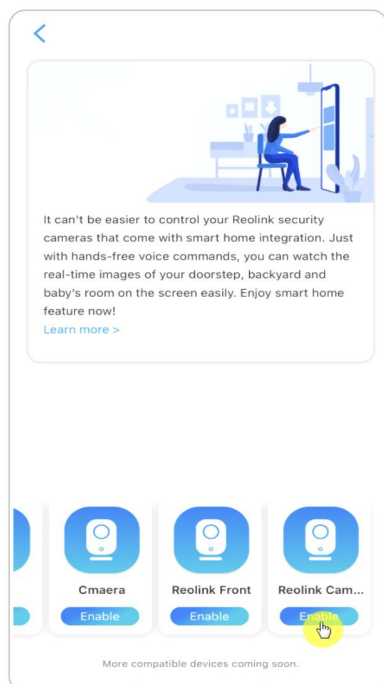 It can't be easier to control your Reolink security
cameras that come with smart home integration. Just
with hands-free voice commands, you can watch the
real-time images of your doorstep, backyard and
baby's room on the screen easily. Enjoy smart home
feature now!
Learn more >
Cmaera Reolink Front Reolink Cam...
Enable Enable Enable
More compatible devices coming soon.